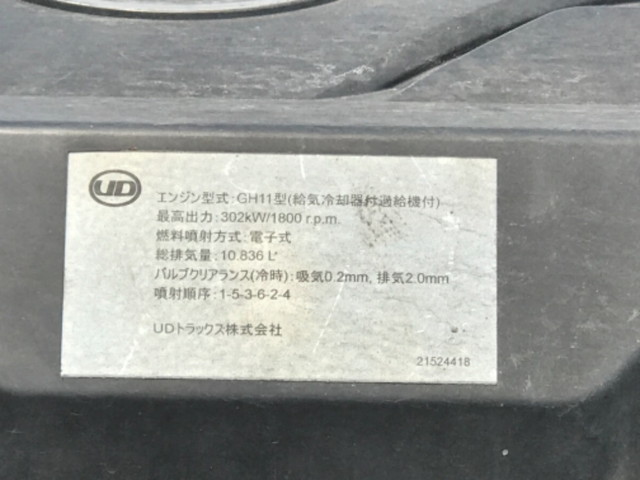 UD
エンジン型式:GH11型(給気冷却器付過給機付)
最高出力:302kW/1800 r.p.m.
燃料噴射方式:電子式
総排気量:10.836 L
バルブクリアランス(冷時):吸気0.2mm, 排気2.0mm
噴射順序:1-5-3-6-2-4
UDトラックス株式会社
21524418